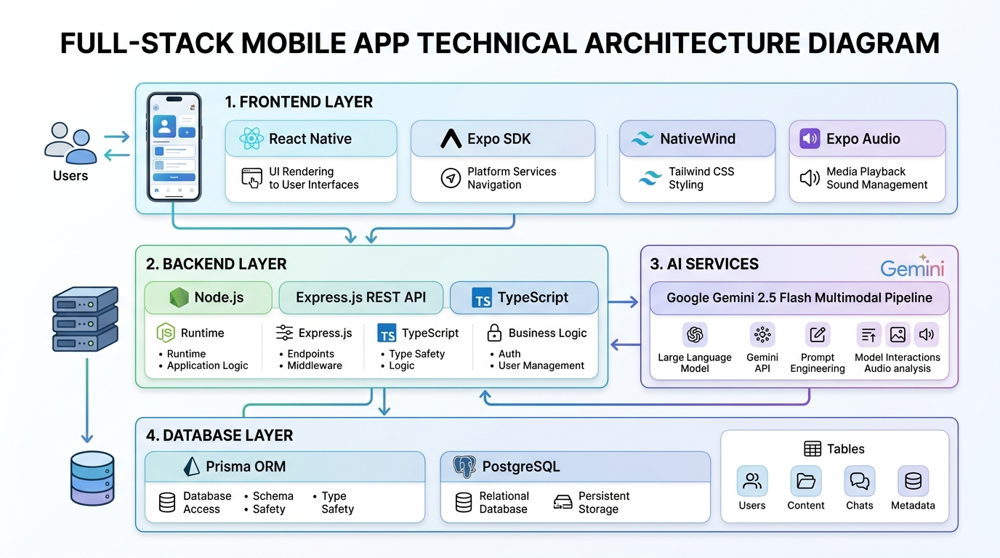 FULL-STACK MOBILE APP TECHNICAL ARCHITECTURE DIAGRAM
Users
1. FRONTEND LAYER
React Native
UI Rendering
to User Interfaces
Expo SDK
Platform Services
Navigation
NativeWind
Tailwind CSS
Styling
Expo Audio
Media Playback
Sound Management
2. BACKEND LAYER
Node.js
Express.js REST API
TS TypeScript
JS Runtime
• Runtime
• Application Logic
Express.js
• Endpoints
• Middleware
TS TypeScript
• Type Safety
• Logic
Business Logic
• Auth
• User Management
3. AI SERVICES
Gemini
Google Gemini 2.5 Flash Multimodal Pipeline
Large Language
Model
Gemini
API
Prompt
Engineering
Model Interactions
Audio analysis
4. DATABASE LAYER
Prisma ORM
Database
Access
• Schema
• Safety
• Type
Safety
PostgreSQL
Relational
Database
Persistent
Storage
Tables
Users
Content
Chats
Metadata